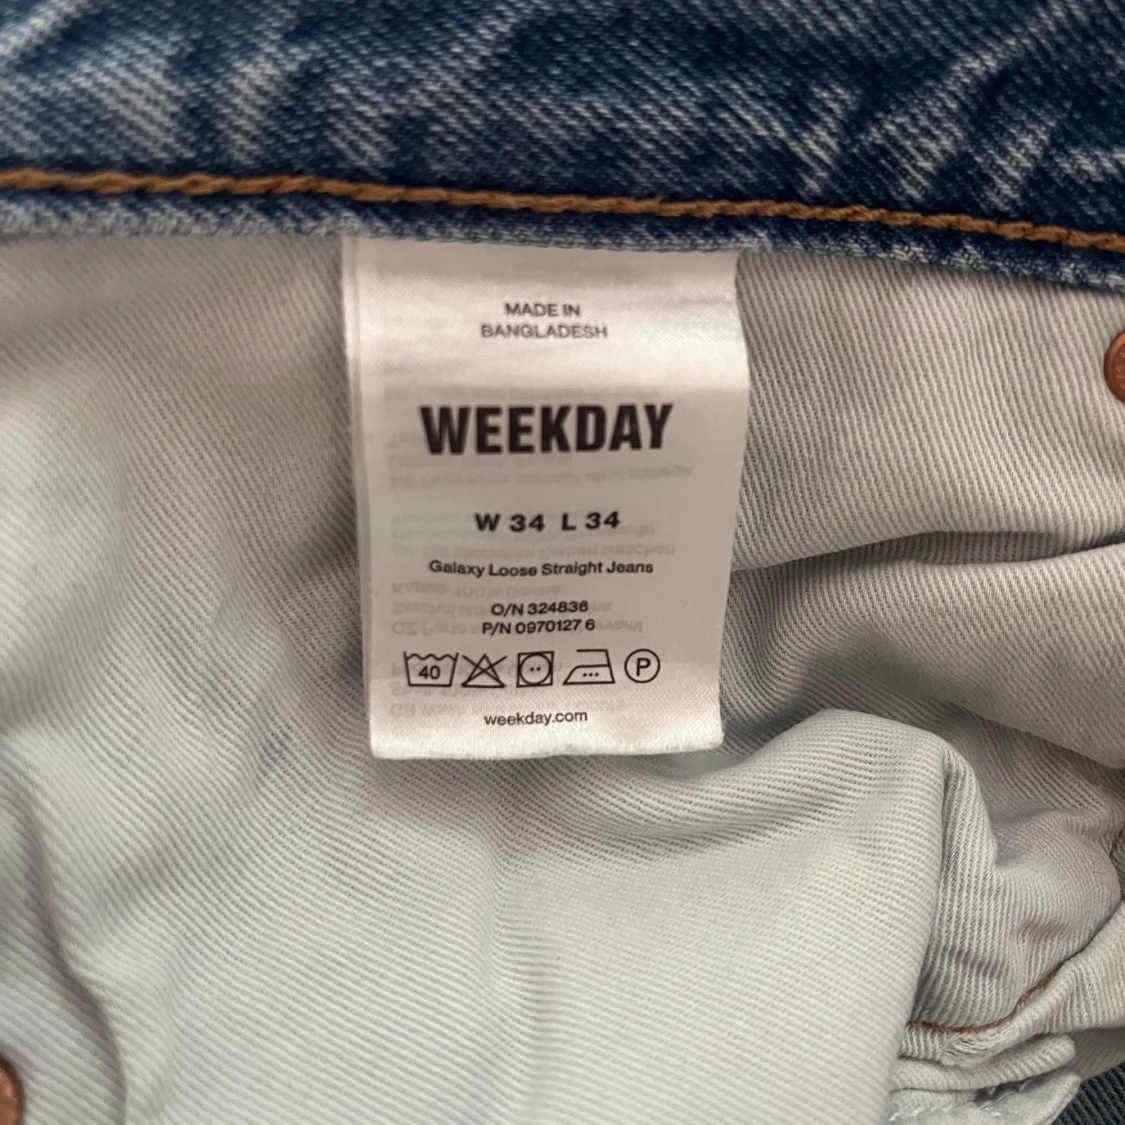 MADE IN
BANGLADESH
WEEKDAY
W 34 L 34
Galaxy Loose Straight Jeans
O/N 324836
P/N 0970127 6
40 P
weekday.com